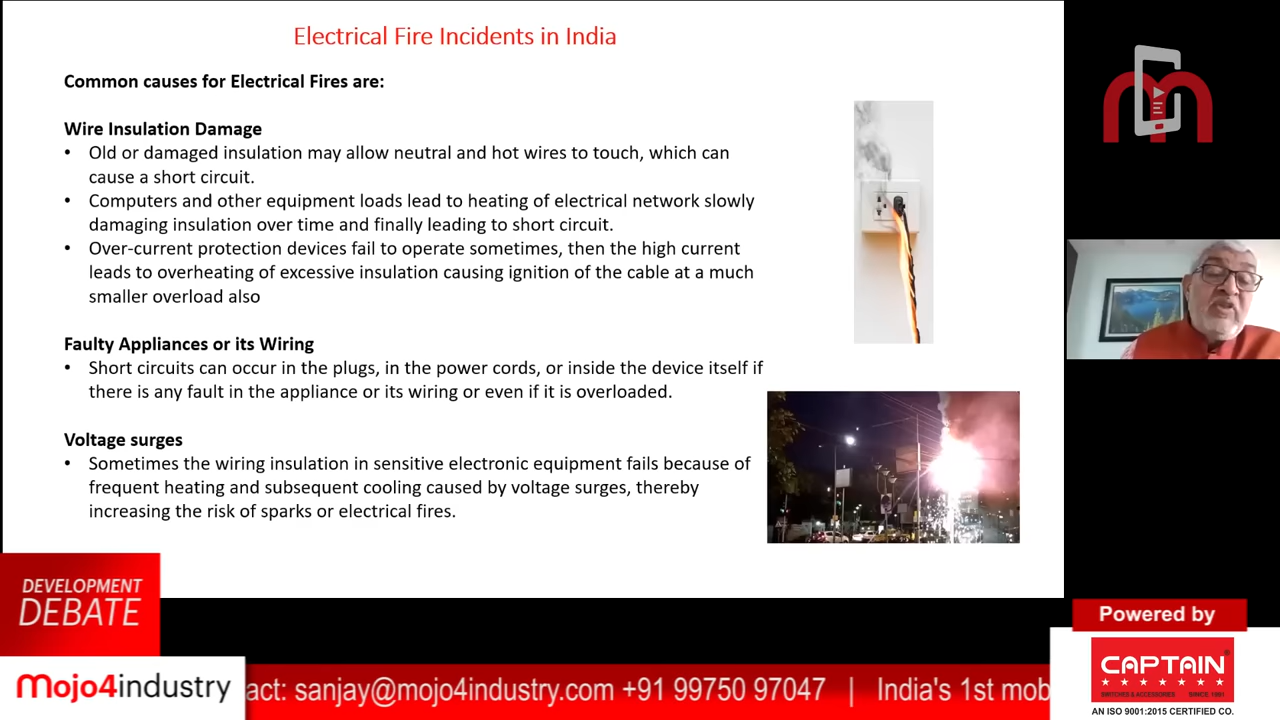 Electrical Fire Incidents in India
Common causes for Electrical Fires are:
Wire Insulation Damage
• Old or damaged insulation may allow neutral and hot wires to touch, which can
cause a short circuit.
• Computers and other equipment loads lead to heating of electrical network slowly
damaging insulation over time and finally leading to short circuit.
• Over-current protection devices fail to operate sometimes, then the high current
leads to overheating of excessive insulation causing ignition of the cable at a much
smaller overload also
Faulty Appliances or its Wiring
• Short circuits can occur in the plugs, in the power cords, or inside the device itself if
there is any fault in the appliance or its wiring or even if it is overloaded.
Voltage surges
• Sometimes the wiring insulation in sensitive electronic equipment fails because of
frequent heating and subsequent cooling caused by voltage surges, thereby
increasing the risk of sparks or electrical fires.
DEVELOPMENT
DEBATE
Mojo4industry
act: sanjay@mojo4industry.com +91 99750 97047 | India's 1st mob
Powered by
CAPTAIN®
SWITCHES & ACCESSORIES SINCE 1981
AN ISO 9001:2015 CERTIFIED CO.